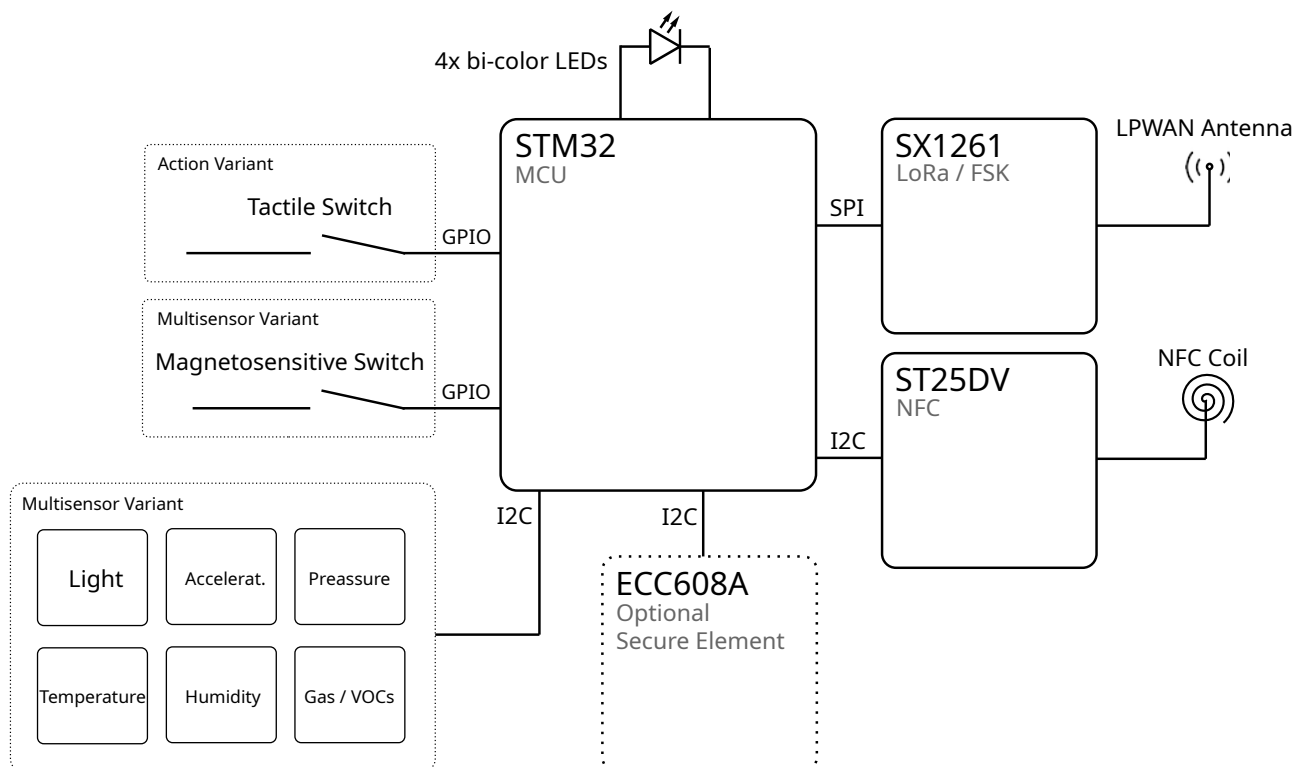 4x bi-color LEDs
STM32
MCU
SX1261
LoRa / FSK
LPWAN Antenna
Action Variant
Tactile Switch
GPIO
SPI
Multisensor Variant
Magnetosensitive Switch
GPIO
ST25DV
NFC
NFC Coil
I2C
Multisensor Variant
I2C
I2C
Light
Accelerat.
Preassure
ECC608A
Optional
Secure Element
Temperature
Humidity
Gas / VOCs